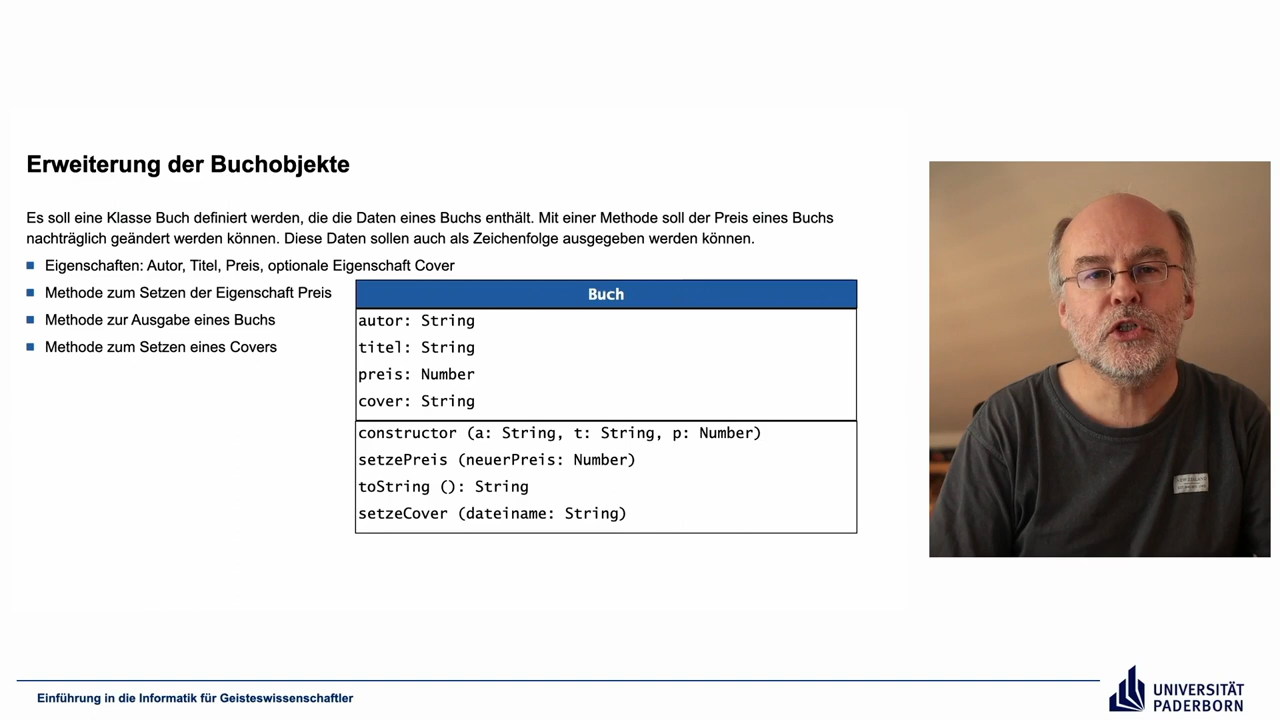 Erweiterung der Buchobjekte
Es soll eine Klasse Buch definiert werden, die die Daten eines Buchs enthält. Mit einer Methode soll der Preis eines Buchs
nachträglich geändert werden können. Diese Daten sollen auch als Zeichenfolge ausgegeben werden können.
Eigenschaften: Autor, Titel, Preis, optionale Eigenschaft Cover
Methode zum Setzen der Eigenschaft Preis
Methode zur Ausgabe eines Buchs
Methode zum Setzen eines Covers
Buch
autor: String
titel: String
preis: Number
cover: String
constructor (a: String, t: String, p: Number)
setzePreis (neuerPreis: Number)
toString (): String
setzeCover (dateiname: String)
Einführung in die Informatik für Geisteswissenschaftler
UNIVERSITÄT
PADERBORN